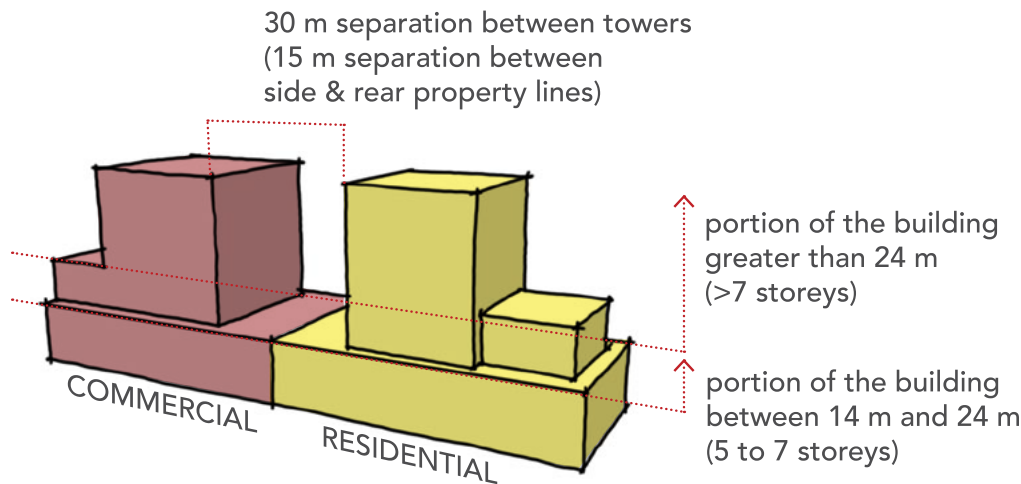 30 m separation between towers
(15 m separation between
side & rear property lines)
portion of the building
greater than 24 m
(>7 storeys)
portion of the building
between 14 m and 24 m
(5 to 7 storeys)
COMMERCIAL
RESIDENTIAL